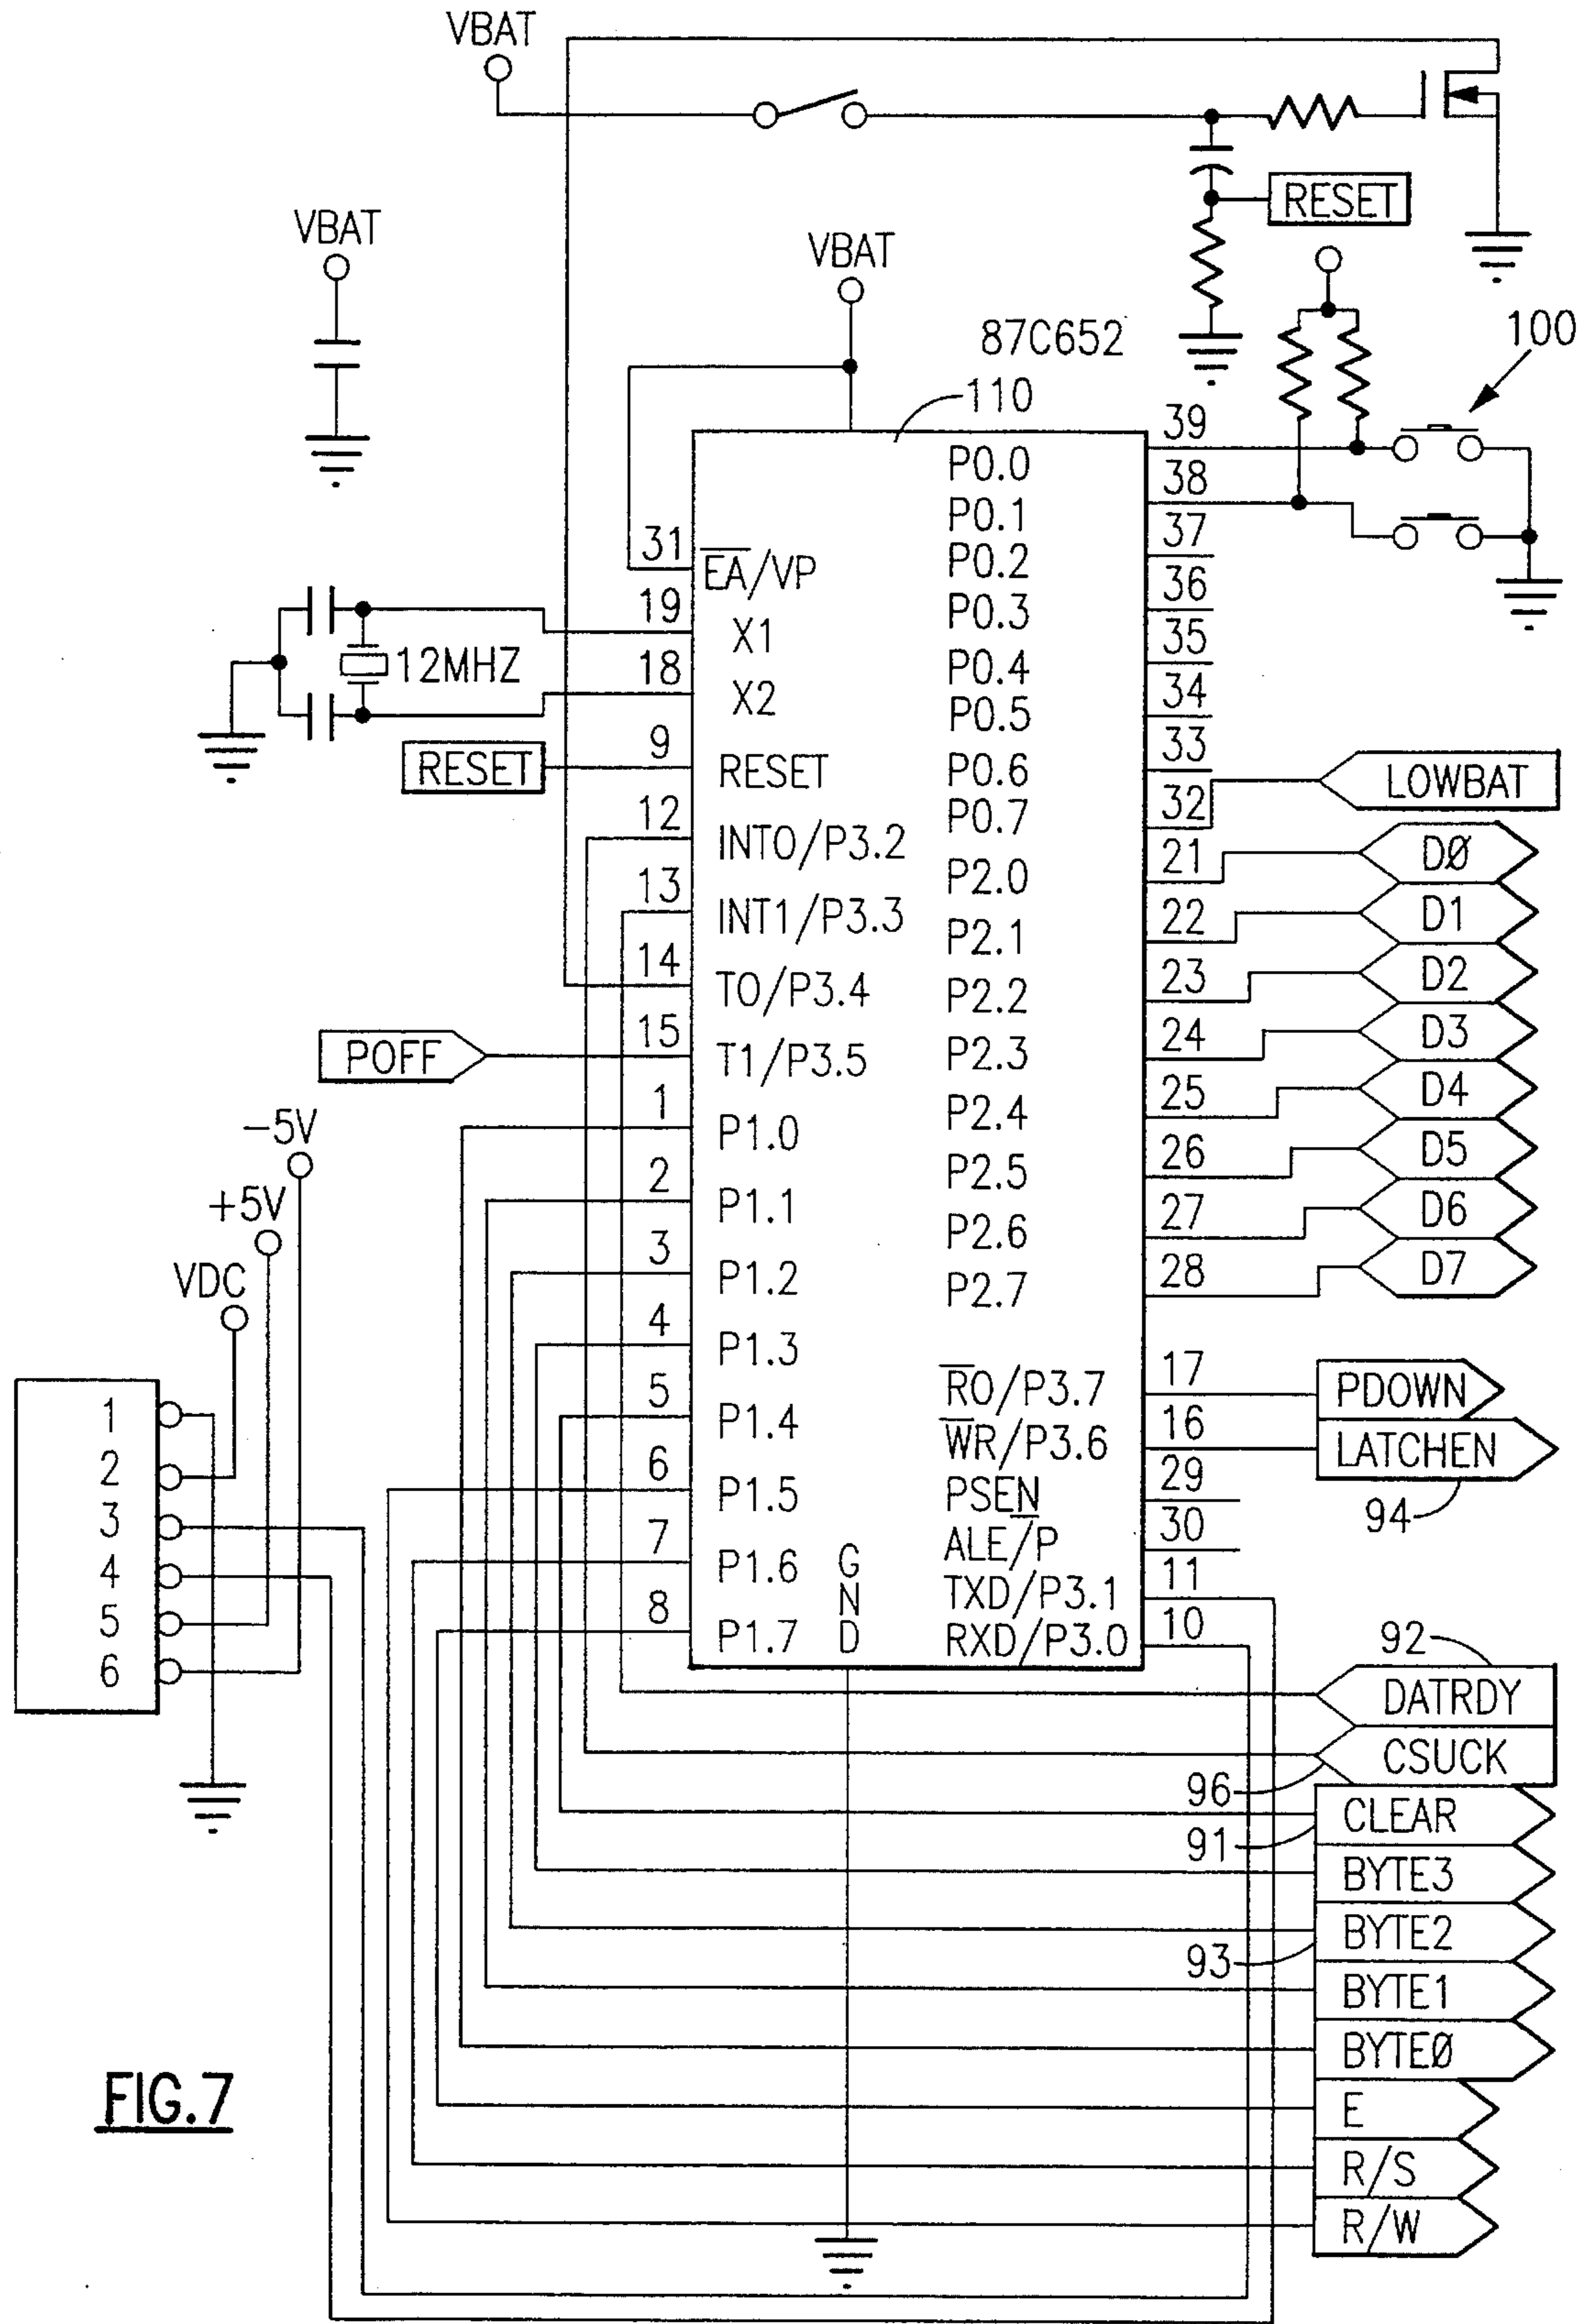 VBAT
RESET
VBAT
VBAT
87C652
100
110
39
P0.0
38
P0.1
37
31
P0.2
EA/VP
36
19
P0.3
X1
35
12MHZ
18
P0.4
34
X2
P0.5
9
33
RESET
RESET
P0.6
LOWBAT
12
32
P0.7
INT0/P3.2
21
DØ
P2.0
13
22
D1
INT1/P3.3
P2.1
14
23
D2
T0/P3.4
P2.2
15
24
D3
POFF
T1/P3.5
P2.3
1
25
D4
-5V
P1.0
P2.4
26
D5
2
P2.5
+5V
P1.1
27
D6
3
P2.6
VDC
P1.2
28
D7
P2.7
4
P1.3
17
PDOWN
1
5
RO/P3.7
P1.4
16
LATCHEN
2
6
WR/P3.6
P1.5
29
3
PSEN
94
7
30
4
P1.6
ALE/P
11
5
8
TXD/P3.1
10
6
P1.7
GND
RXD/P3.0
92
DATRDY
CSUCK
96
CLEAR
91
BYTE3
BYTE2
93
BYTE1
BYTEØ
FIG.7
E
R/S
R/W